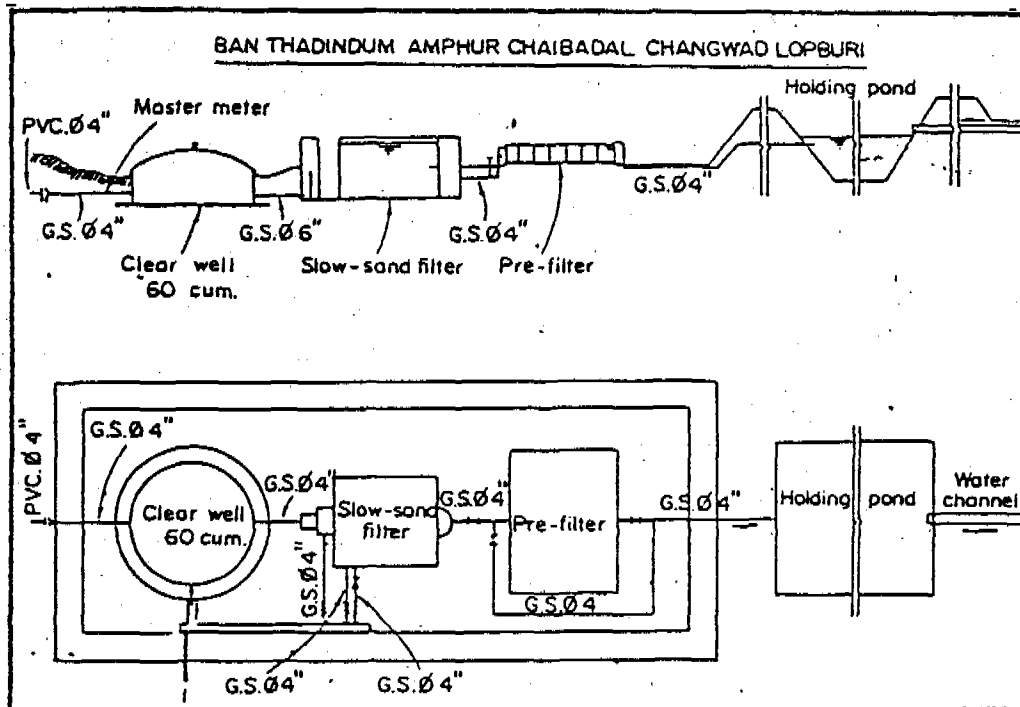 BAN THADINDUM AMPHUR CHAIBADAL CHANGWAD LOPBURI
Holding pond
Master meter
PVC.Ø4"
G.S.Ø4"
G.S.Ø4"
G.S.Ø6"
G.S.Ø4"
Clear well
60 cum.
Slow-sand filter
Pre-filter
G.S.Ø4"
PVC.Ø4"
Clear well
60 cum.
G.S.Ø4"
Slow-sand
filter
G.S.Ø4"
G.S.Ø4"
Pre-filter
G.S.Ø4"
Holding pond
Water
channel
G.S.Ø4
G.S.Ø4"
G.S.Ø4"